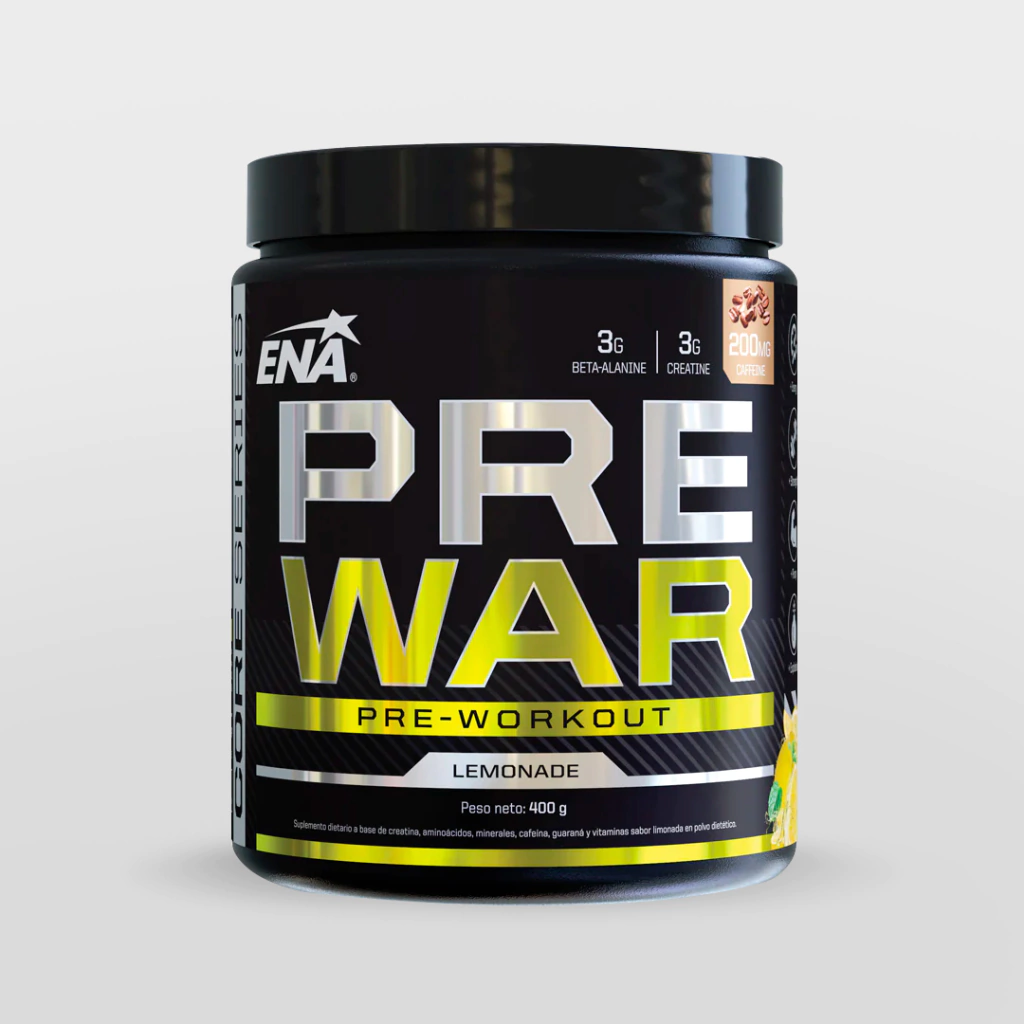 ENA®
3G
BETA-ALANINE
3G
CREATINE
200MG
CAFFEINE
CORE SERIES
PRE
WAR
PRE-WORKOUT
LEMONADE
Peso neto: 400 g
Suplemento dietario a base de creatina, aminoácidos, minerales, cafeína, guaraná y vitaminas sabor limonada en polvo dietético.